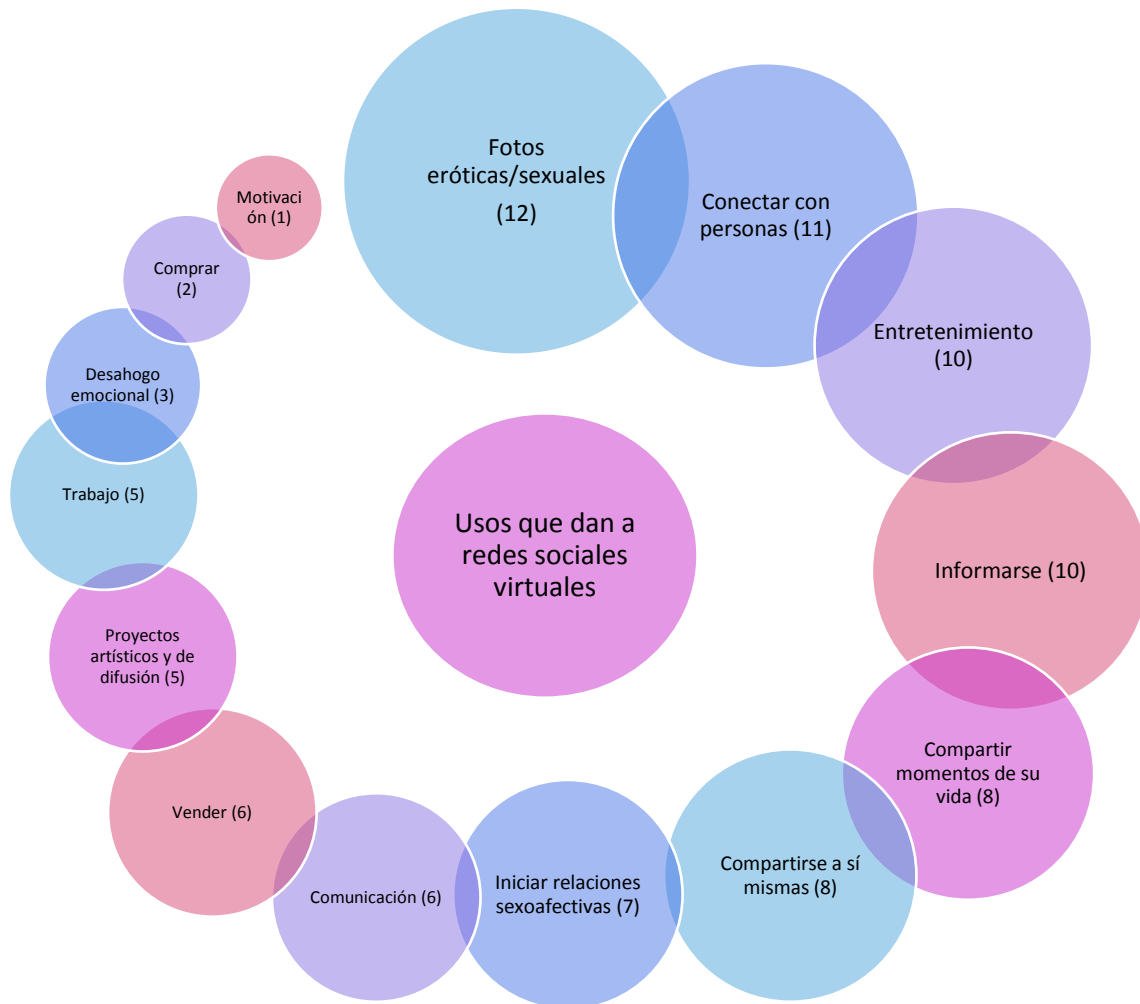 Fotos
eróticas/sexuales
(12)
Conectar con
personas (11)
Entretenimiento
(10)
Informarse (10)
Compartir
momentos de su
vida (8)
Compartirse a sí
mismas (8)
Iniciar relaciones
sexoafectivas (7)
Comunicación (6)
Vender (6)
Proyectos
artísticos y de
difusión (5)
Trabajo (5)
Desahogo
emocional (3)
Comprar
(2)
Motivaci
ón (1)
Usos que dan a
redes sociales
virtuales